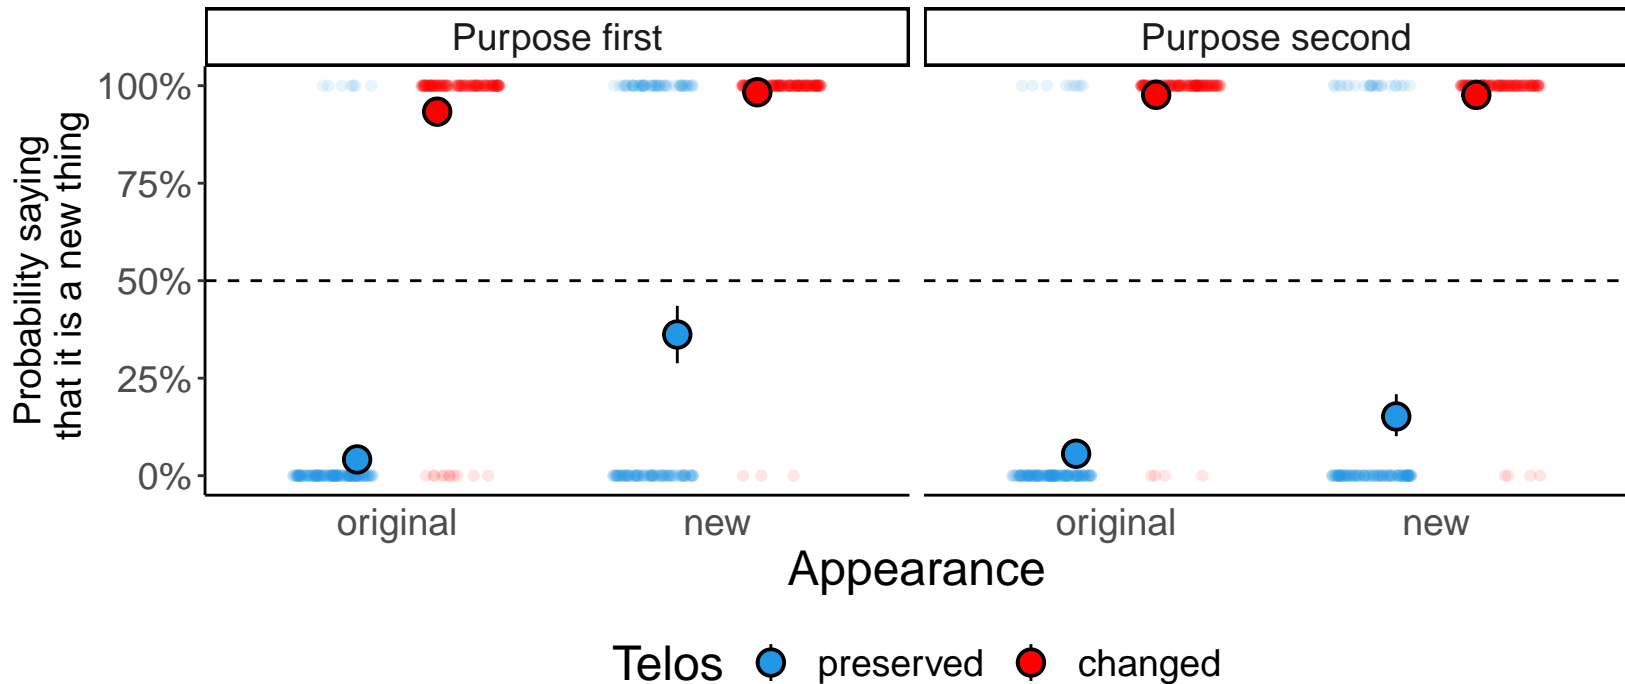 Purpose first
Purpose second
Probability saying
that it is a new thing
100%
75%
50%
25%
0%
original
new
original
new
Appearance
Telos preserved changed